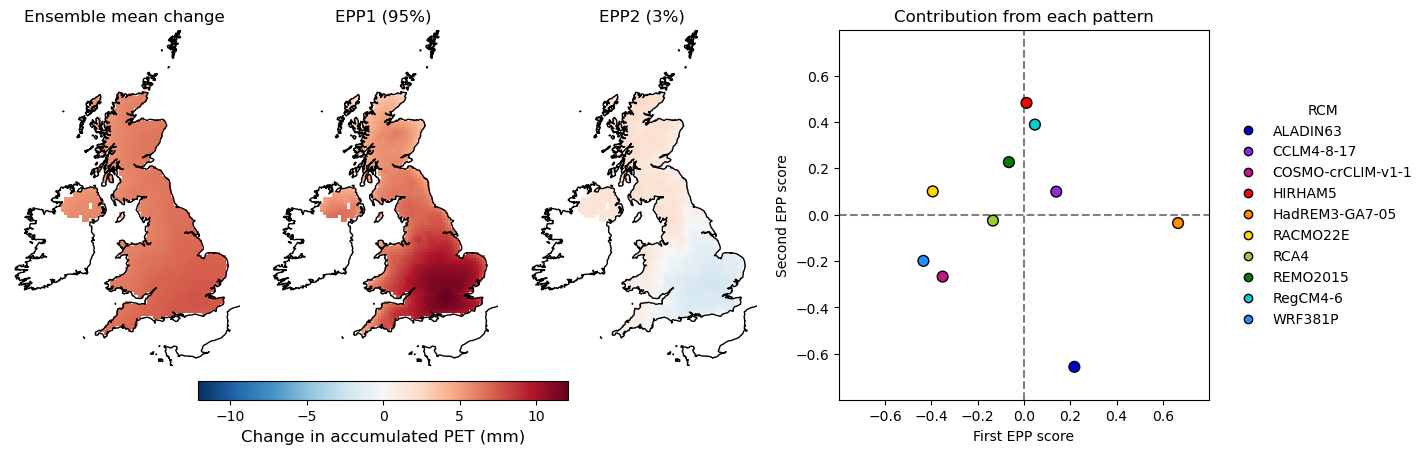 Ensemble mean change
EPP1 (95%)
EPP2 (3%)
Contribution from each pattern
−10 −5 0 5 10
Change in accumulated PET (mm)
Second EPP score
0.6
0.4
0.2
0.0
−0.2
−0.4
−0.6
−0.6 −0.4 −0.2 0.0 0.2 0.4 0.6
First EPP score
RCM
ALADIN63
CCLM4-8-17
COSMO-crCLIM-v1-1
HIRHAM5
HadREM3-GA7-05
RACMO22E
RCA4
REMO2015
RegCM4-6
WRF381P